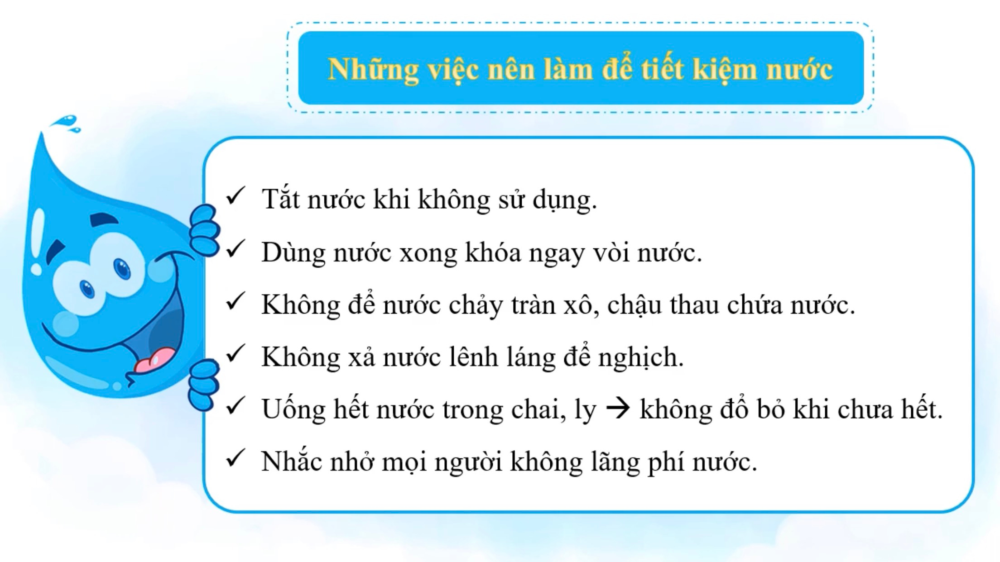 Những việc nên làm để tiết kiệm nước
✓ Tắt nước khi không sử dụng.
✓ Dùng nước xong khóa ngay vòi nước.
✓ Không để nước chảy tràn xô, chậu thau chứa nước.
✓ Không xả nước lênh láng để nghịch.
✓ Uống hết nước trong chai, ly → không đổ bỏ khi chưa hết.
✓ Nhắc nhở mọi người không lãng phí nước.